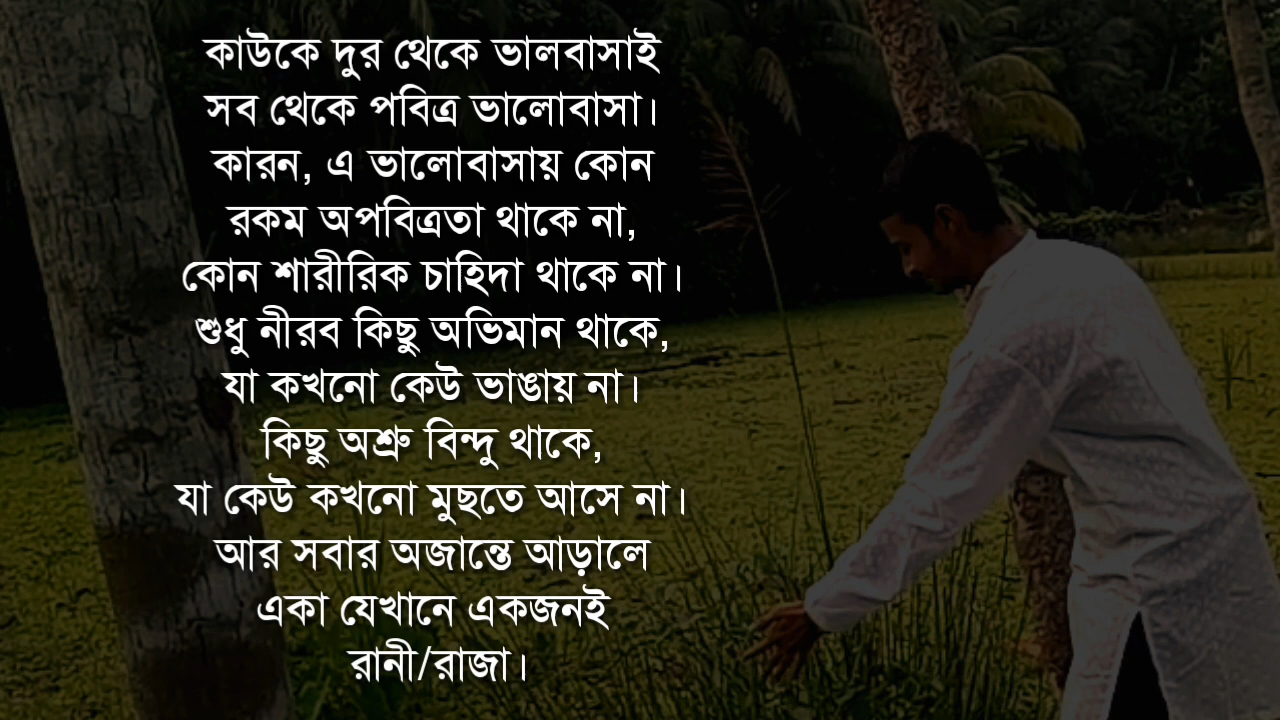 কাউকে দুর থেকে ভালবাসাই
সব থেকে পবিত্র ভালোবাসা।
কারন, এ ভালোবাসায় কোন
রকম অপবিত্রতা থাকে না,
কোন শারীরিক চাহিদা থাকে না।
শুধু নীরব কিছু অভিমান থাকে,
যা কখনো কেউ ভাঙায় না।
কিছু অশ্রু বিন্দু থাকে,
যা কেউ কখনো মুছতে আসে না।
আর সবার অজান্তে আড়ালে
একা যেখানে একজনই
রানী/রাজা।